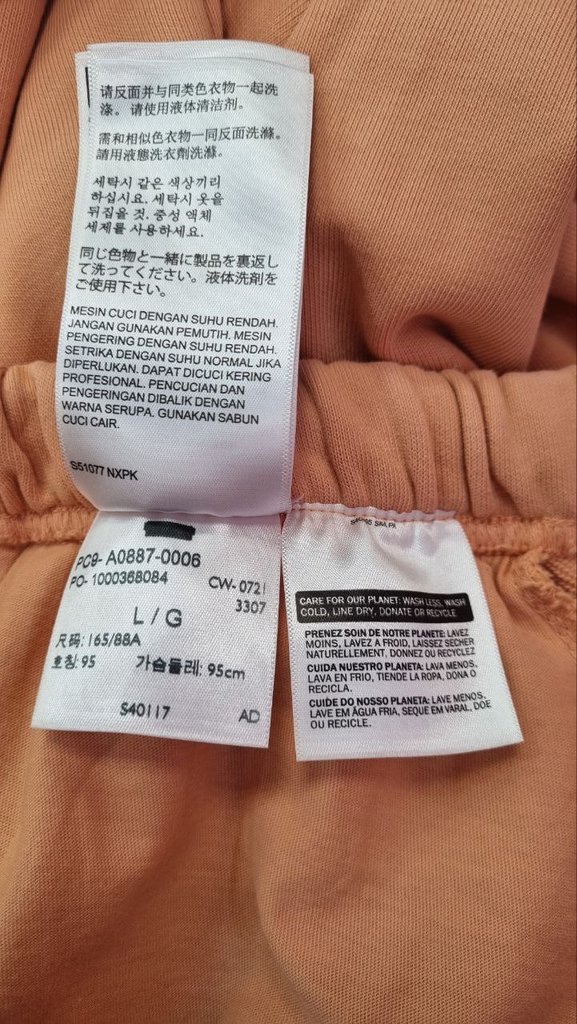 请反面并与同类色衣物一起洗
涤。请使用液体清洁剂。
需和相似色衣物一同反面洗滌。
請用液態洗衣劑洗滌.
세탁시 같은 색상끼리
하십시요. 세탁시 옷을
뒤집을 것. 중성 액체
세제를 사용하세요.
同じ色物と一緒に製品を裏返し
て洗ってください。液体洗剤を
ご使用下さい。
MESIN CUCI DENGAN SUHU RENDAH.
JANGAN GUNAKAN PEMUTIH. MESIN
PENGERING DENGAN SUHU RENDAH.
SETRIKA DENGAN SUHU NORMAL JIKA
DIPERLUKAN. DAPAT DICUCI KERING
PROFESIONAL. PENCUCIAN DAN
PENGERINGAN DIBALIK DENGAN
WARNA SERUPA. GUNAKAN SABUN
CUCI CAIR.
S51077 NXPK
PC9- A0887-0006
PO- 1000368084
CW-0721
3307
L / G
尺码: 165/88A
호칭: 95 가슴둘레: 95cm
S40117 AD
CARE FOR OUR PLANET: WASH LESS, WASH
COLD, LINE DRY, DONATE OR RECYCLE.
PRENEZ SOIN DE NOTRE PLANETE: LAVEZ
MOINS, LAVEZ A FROID, LAISSEZ SECHER
NATURELLEMENT, DONNEZ OU RECYCLEZ
CUIDA NUESTRO PLANETA: LAVA MENOS,
LAVA EN FRIO, TIENDE LA ROPA, DONA O
RECICLA.
CUIDE DO NOSSO PLANETA: LAVE MENOS,
LAVE EM ÁGUA FRIA, SEQUE EM VARAL, DOE
OU RECICLE.